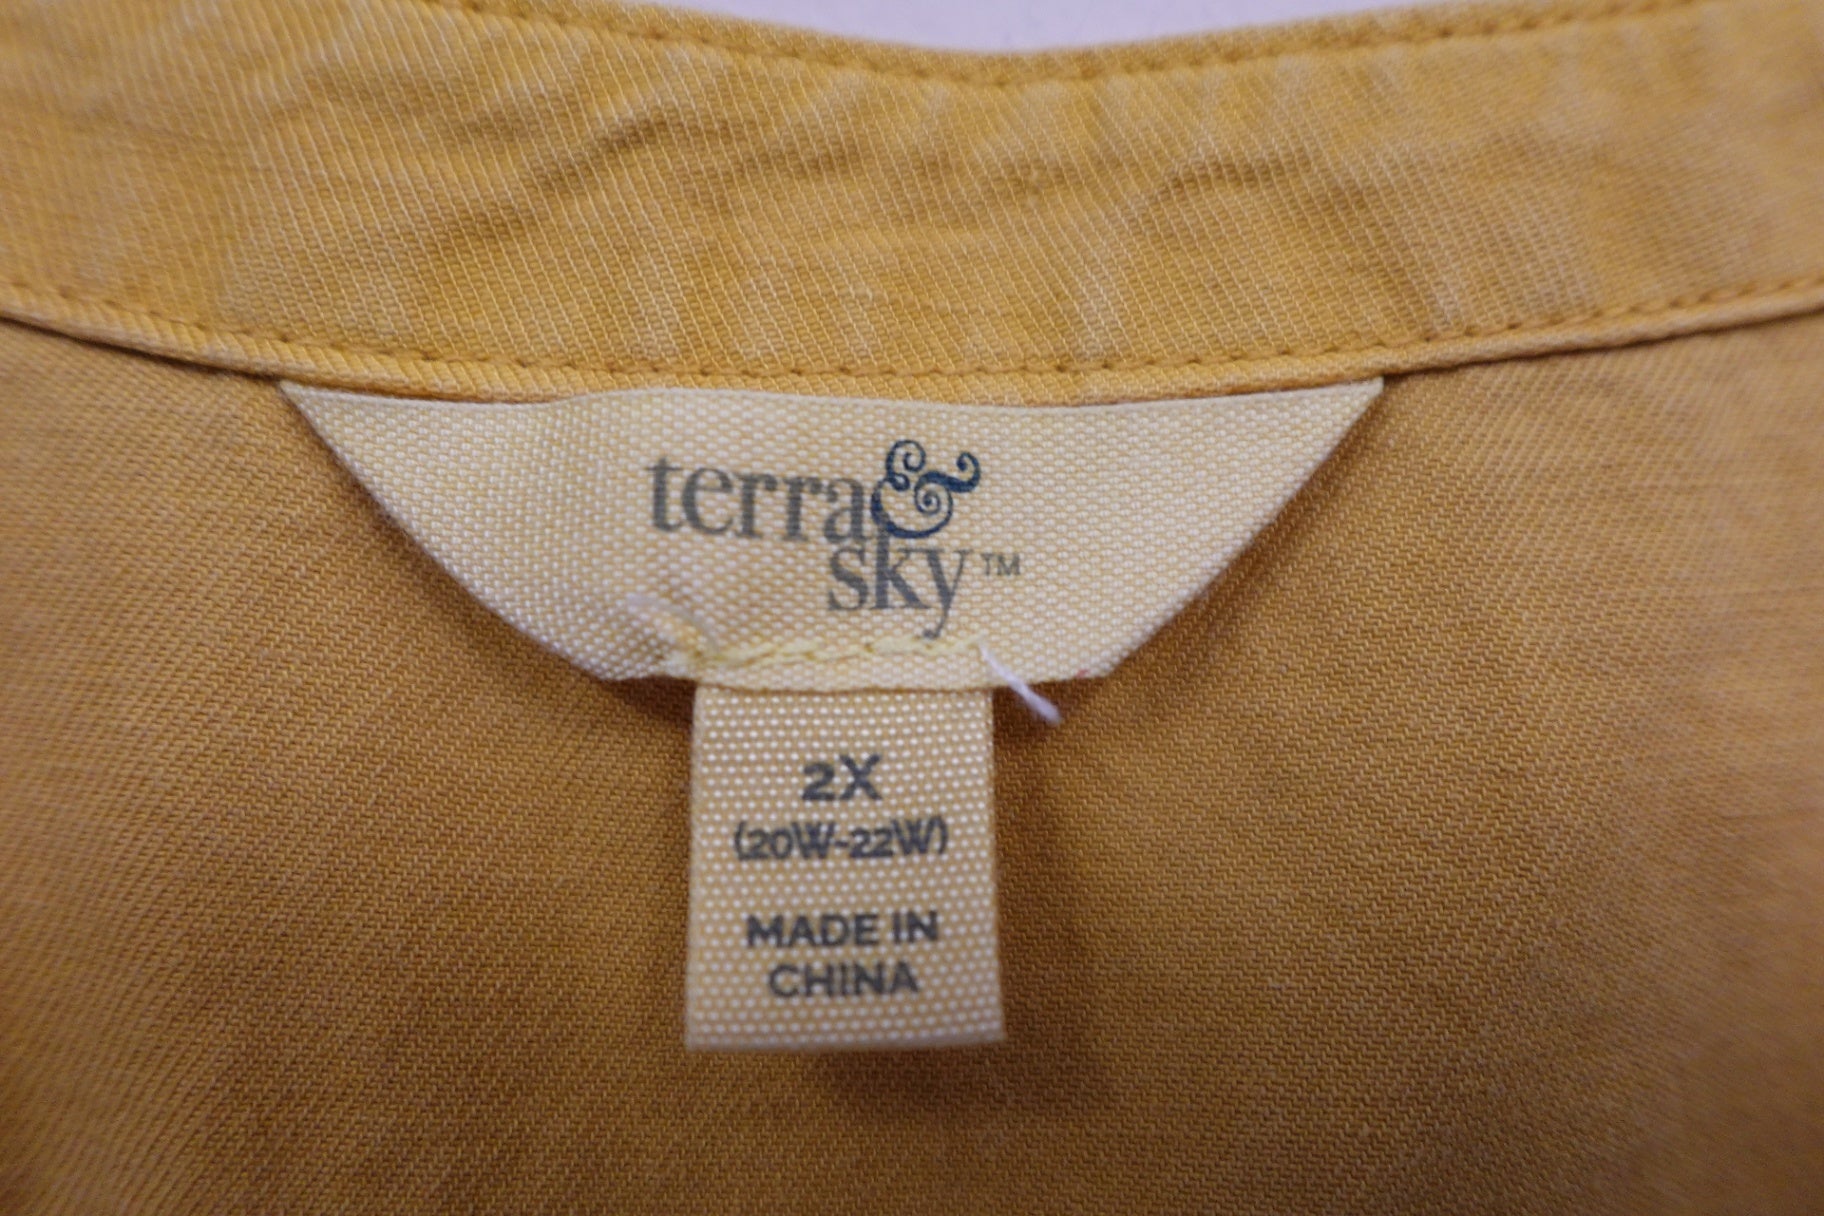 terra &
sky™
2X
(20W-22W)
MADE IN
CHINA